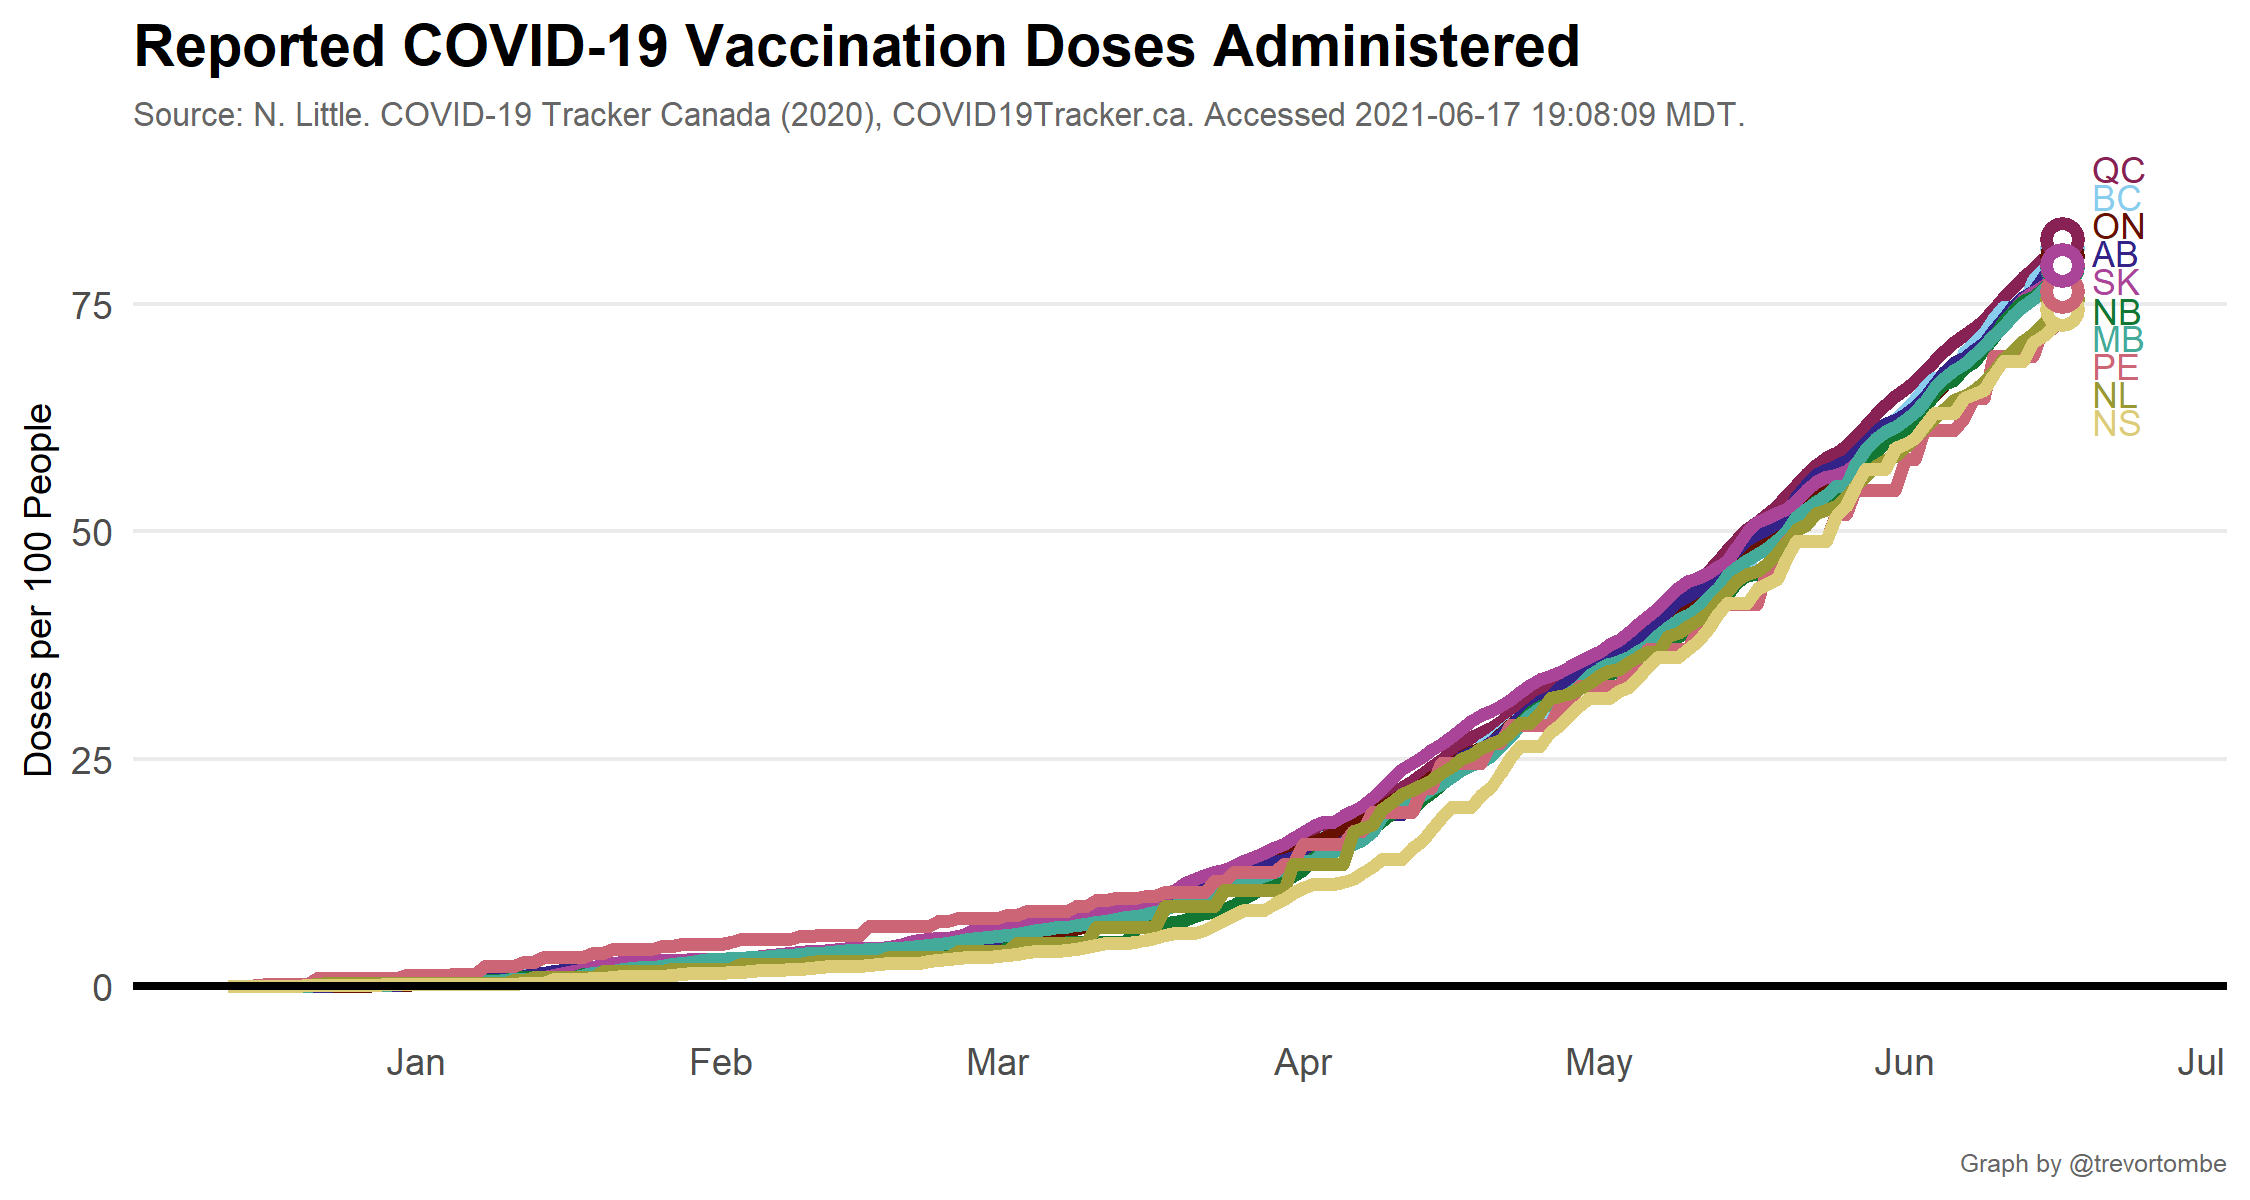 Reported COVID-19 Vaccination Doses Administered
Source: N. Little. COVID-19 Tracker Canada (2020), COVID19Tracker.ca. Accessed 2021-06-17 19:08:09 MDT.
QC
BC
ON
AB
SK
NB
MB
PE
NL
NS
Doses per 100 People
75
50
25
0
Jan
Feb
Mar
Apr
May
Jun
Jul
Graph by @trevortombe